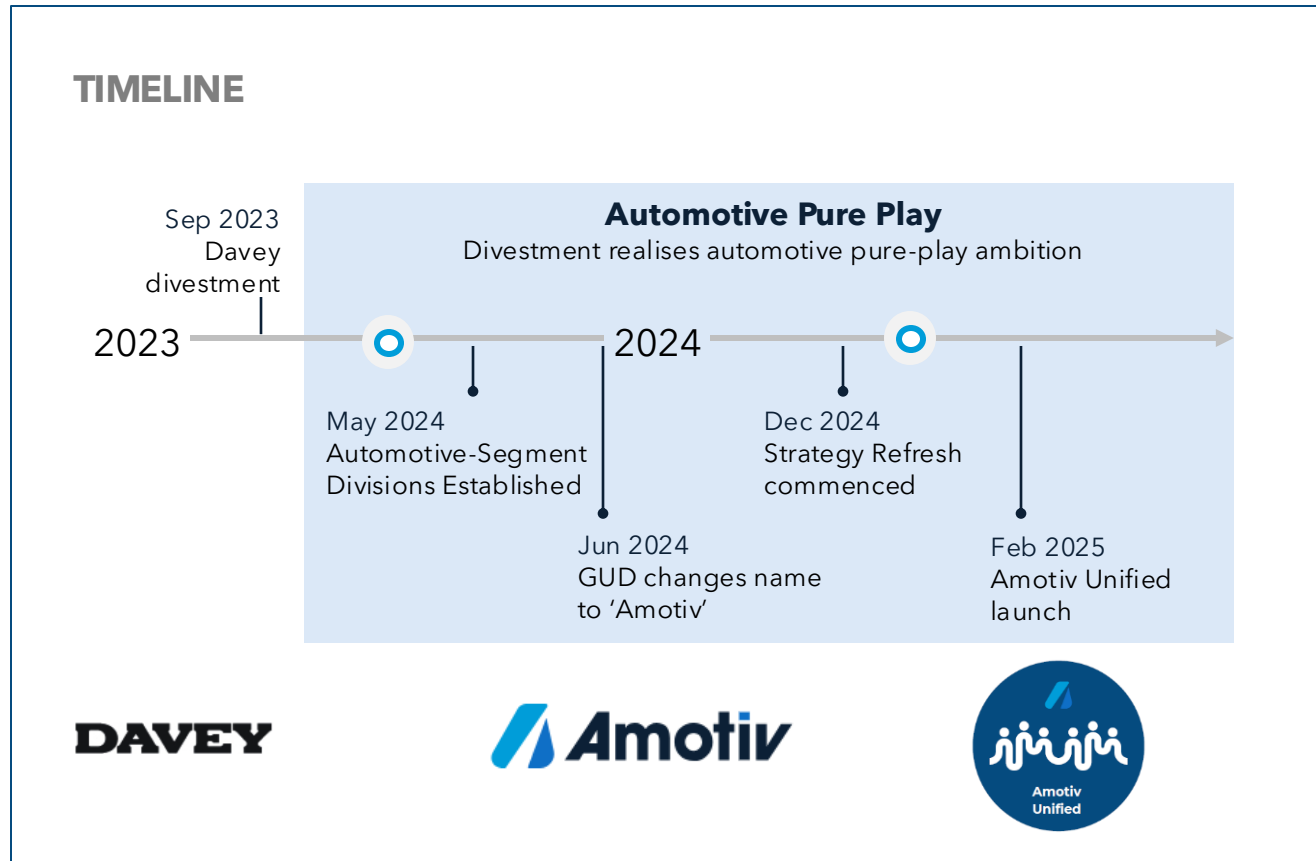 TIMELINE
Automotive Pure Play
Divestment realises automotive pure-play ambition
Sep 2023
Davey
divestment
2023
2024
May 2024
Automotive-Segment
Divisions Established
Jun 2024
GUD changes name
to ‘Amotiv’
Dec 2024
Strategy Refresh
commenced
Feb 2025
Amotiv Unified
launch
DAVEY
Amotiv
Amotiv
Unified